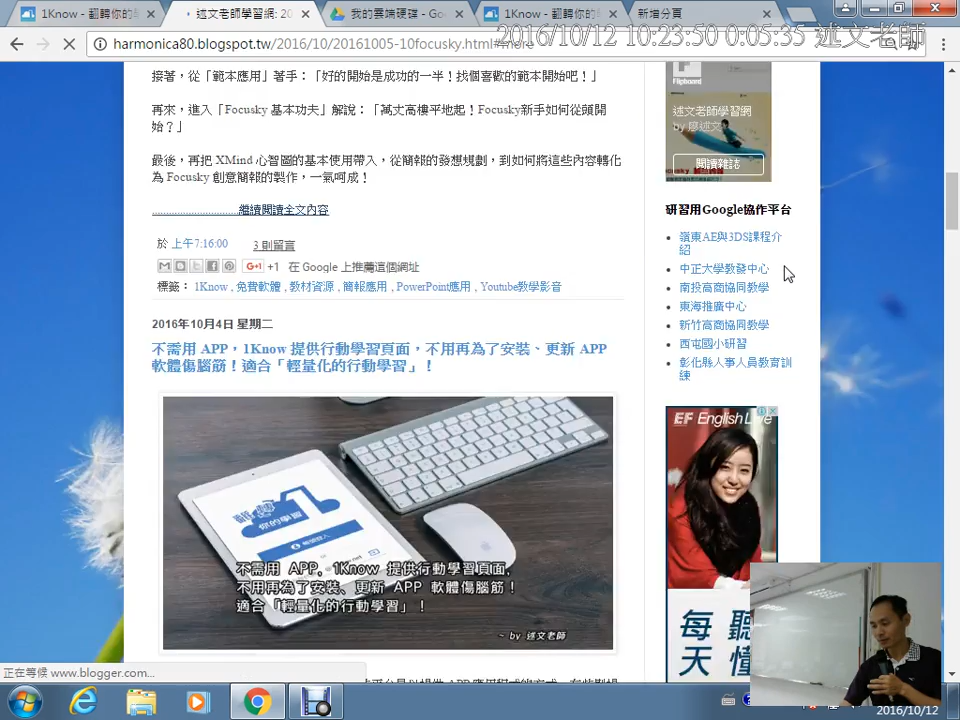 1Know - 翻轉你的學
述文老師學習網: 20
我的雲端硬碟 - Go
1Know - 翻轉你的學
新增分頁
harmonica80.blogspot.tw/2016/10/20161005-10focusky.html#more
2016/10/12 10:23:50 0:05:35 述文老師
接著，從「範本應用」著手：「好的開始是成功的一半！找個喜歡的範本開始吧！」
再來，進入「Focusky 基本功夫」解說：「萬丈高樓平地起！Focusky新手如何從頭開
始？」
最後，再把 XMind 心智圖的基本使用帶入，從簡報的發想規劃，到如何將這些內容轉化
為 Focusky 創意簡報的製作，一氣呵成！
............................繼續閱讀全文內容
於 上午7:16:00 3 則留言
G+1 +1 在 Google 上推薦這個網址
標籤： 1Know , 免費軟體 , 教材資源 , 簡報應用 , PowerPoint應用 , Youtube教學影音
2016年10月4日 星期二
不需用 APP，1Know 提供行動學習頁面，不用再為了安裝、更新 APP
軟體傷腦筋！適合「輕量化的行動學習」！
翻轉
你的學習
不需用 APP，1Know 提供行動學習頁面，
不用再為了安裝、更新 APP 軟體傷腦筋！
適合「輕量化的行動學習」！
~ by 述文老師
Flipboard
述文老師學習網
by 廖述文
閱讀雜誌
研習用Google協作平台
嶺東AE與3DS課程介
紹
中正大學教發中心
南投高商協同教學
東海推廣中心
新竹高商協同教學
西屯國小研習
彰化縣人事人員教育訓
練
EF English Live
每 聽
天 懂
正在等候 www.blogger.com...
2016/10/12